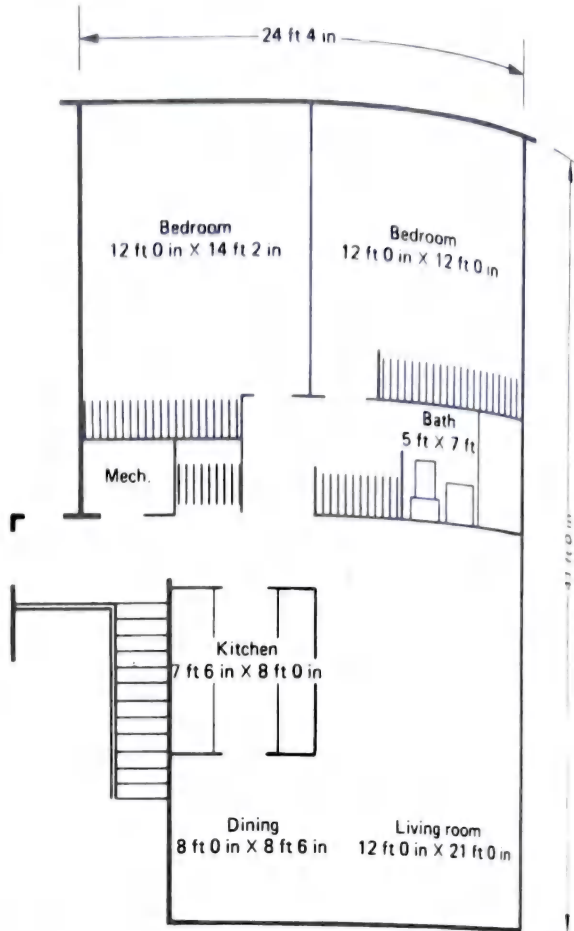 24 ft 4 in
Bedroom
12 ft 0 in X 14 ft 2 in
Bedroom
12 ft 0 in X 12 ft 0 in
Bath
5 ft X 7 ft
Mech.
Kitchen
7 ft 6 in X 8 ft 0 in
Dining
8 ft 0 in X 8 ft 6 in
Living room
12 ft 0 in X 21 ft 0 in